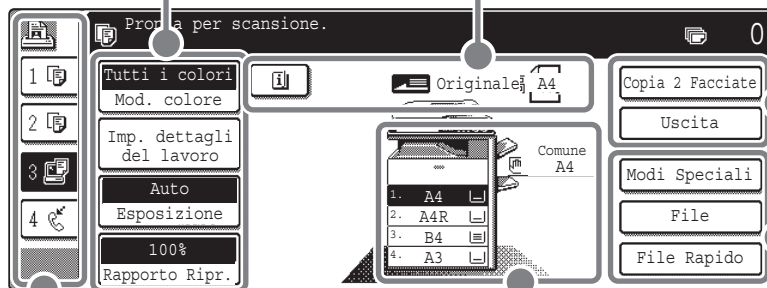 Pronta per scansione.
0
1
2
3
4
Tutti i colori
Mod. colore
Imp. dettagli
del lavoro
Auto
Esposizione
100%
Rapporto Ripr.
Originale
A4
Comune
A4
1. A4
2. A4R
3. B4
4. A3
Copia 2 Facciate
Uscita
Modi Speciali
File
File Rapido